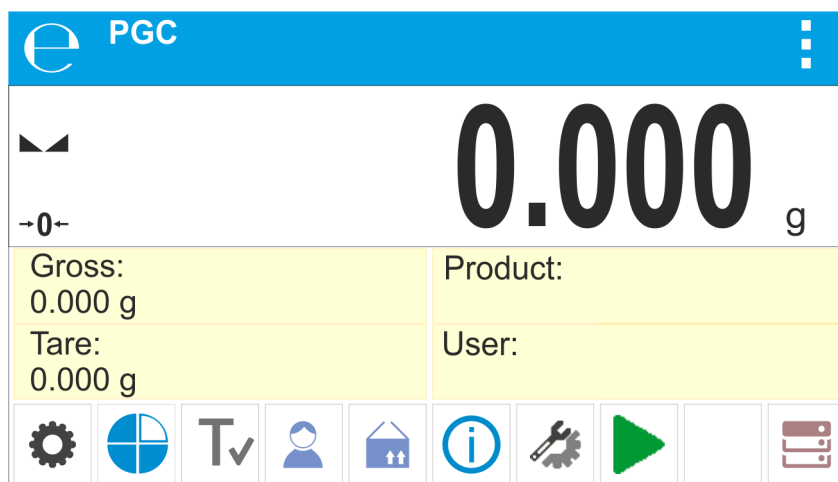 e PGC
0.000 g
→0←
Gross:
0.000 g
Product:
Tare:
0.000 g
User:
T
i